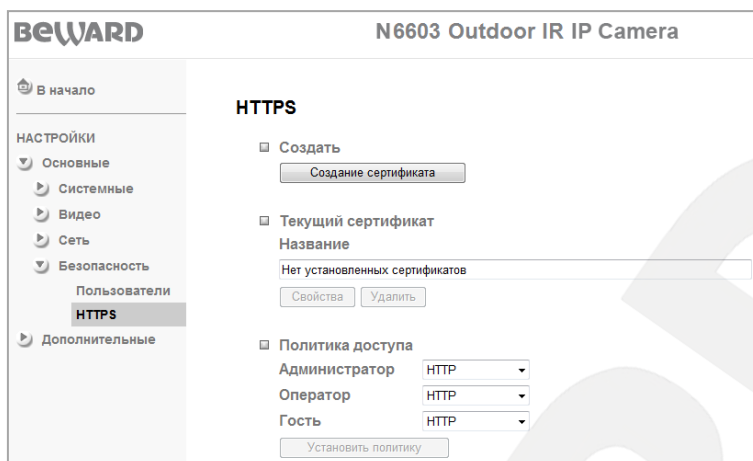 BEWARD
N6603 Outdoor IR IP Camera
В начало
НАСТРОЙКИ
Основные
Системные
Видео
Сеть
Безопасность
Пользователи
HTTPS
Дополнительные
HTTPS
Создать
Создание сертификата
Текущий сертификат
Название
Нет установленных сертификатов
Свойства Удалить
Политика доступа
Администратор HTTP
Оператор HTTP
Гость HTTP
Установить политику